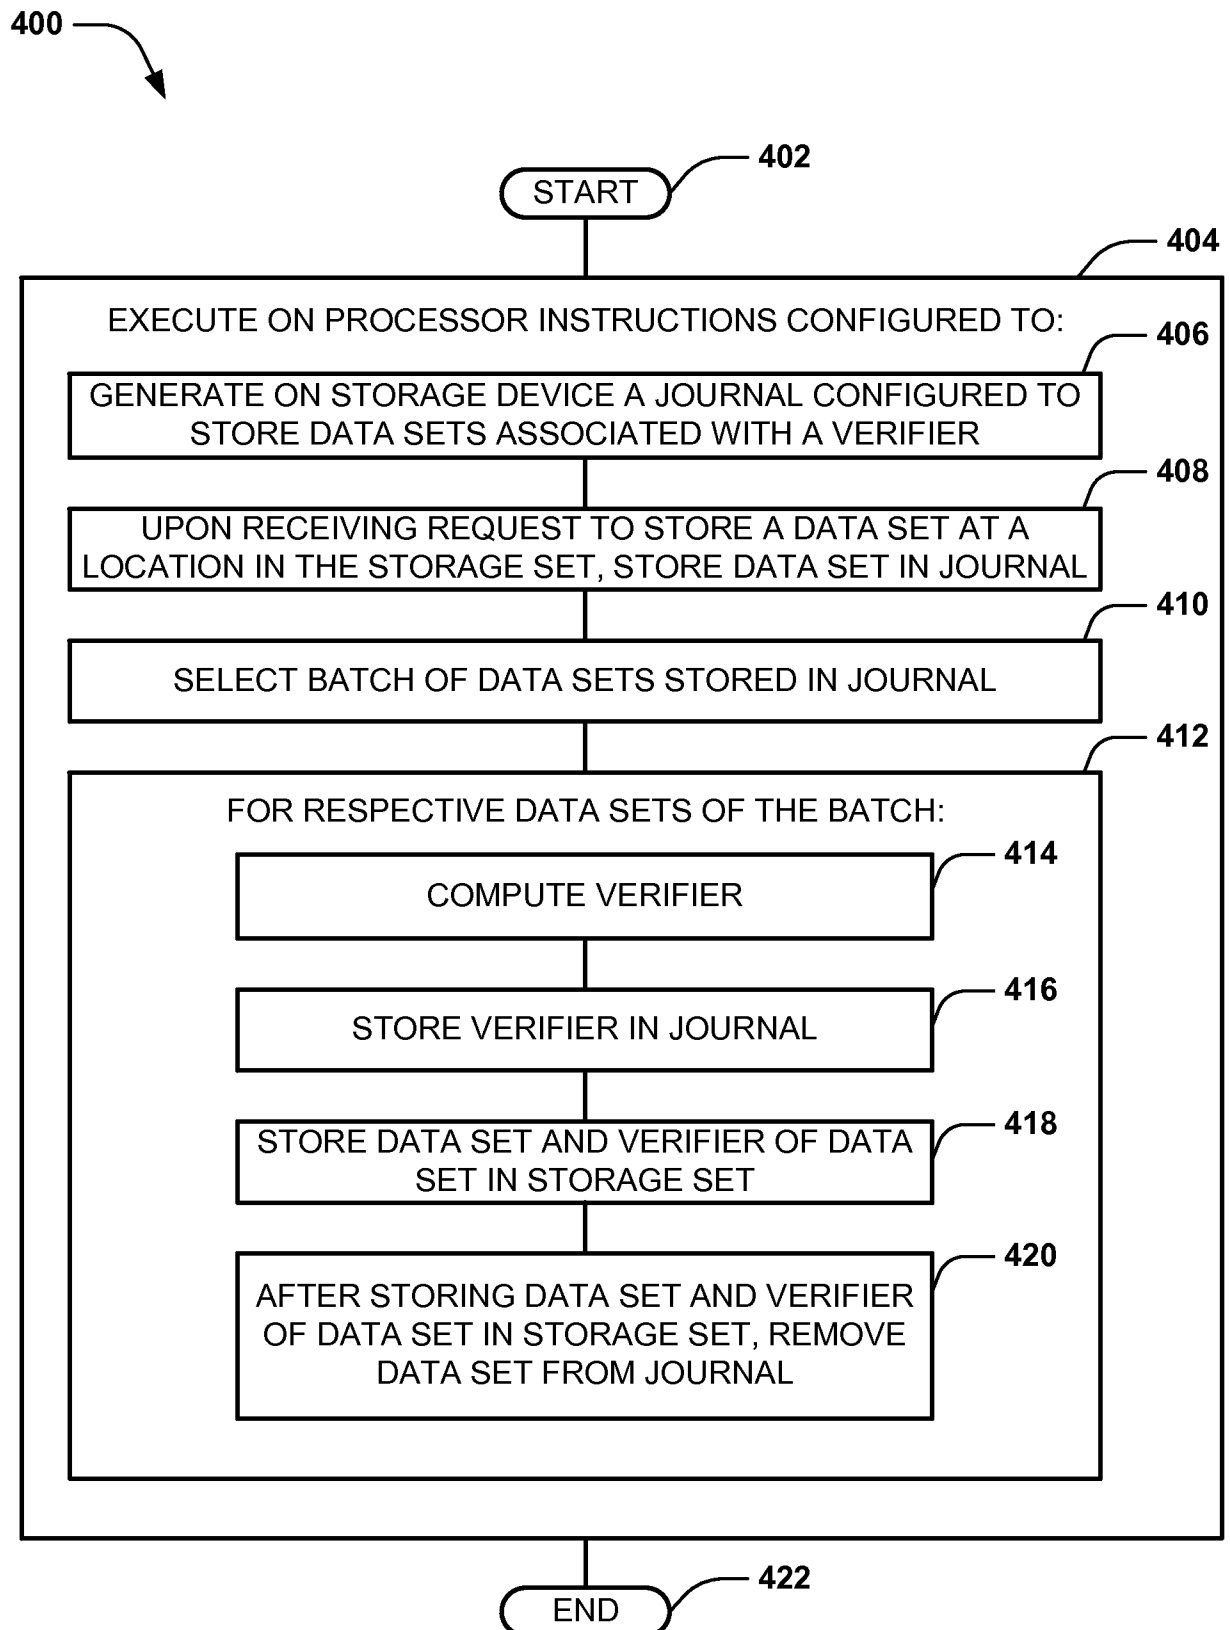 400
402
START
404
EXECUTE ON PROCESSOR INSTRUCTIONS CONFIGURED TO:
406
GENERATE ON STORAGE DEVICE A JOURNAL CONFIGURED TO
STORE DATA SETS ASSOCIATED WITH A VERIFIER
408
UPON RECEIVING REQUEST TO STORE A DATA SET AT A
LOCATION IN THE STORAGE SET, STORE DATA SET IN JOURNAL
410
SELECT BATCH OF DATA SETS STORED IN JOURNAL
412
FOR RESPECTIVE DATA SETS OF THE BATCH:
414
COMPUTE VERIFIER
416
STORE VERIFIER IN JOURNAL
418
STORE DATA SET AND VERIFIER OF DATA
SET IN STORAGE SET
420
AFTER STORING DATA SET AND VERIFIER
OF DATA SET IN STORAGE SET, REMOVE
DATA SET FROM JOURNAL
422
END